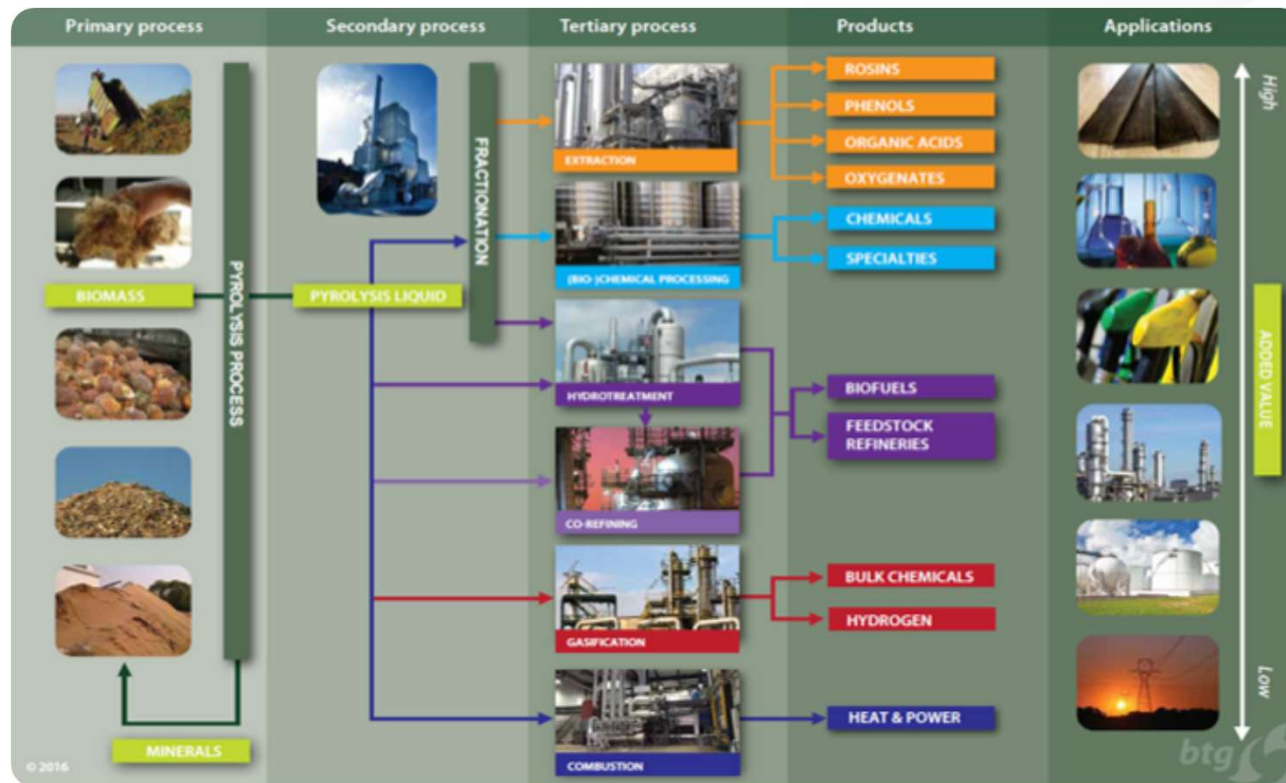 Primary process
Secondary process
Tertiary process
Products
Applications
BIOMASS
PYROLYSIS PROCESS
MINERALS
PYROLYSIS LIQUID
FRACTIONATION
EXTRACTION
(BIO-)CHEMICAL PROCESSING
HYDROTREATMENT
CO-REFINING
GASIFICATION
COMBUSTION
ROSINS
PHENOLS
ORGANIC ACIDS
OXYGENATES
CHEMICALS
SPECIALTIES
BIOFUELS
FEEDSTOCK
REFINERIES
BULK CHEMICALS
HYDROGEN
HEAT & POWER
High
ADDED VALUE
Low
© 2016
btg